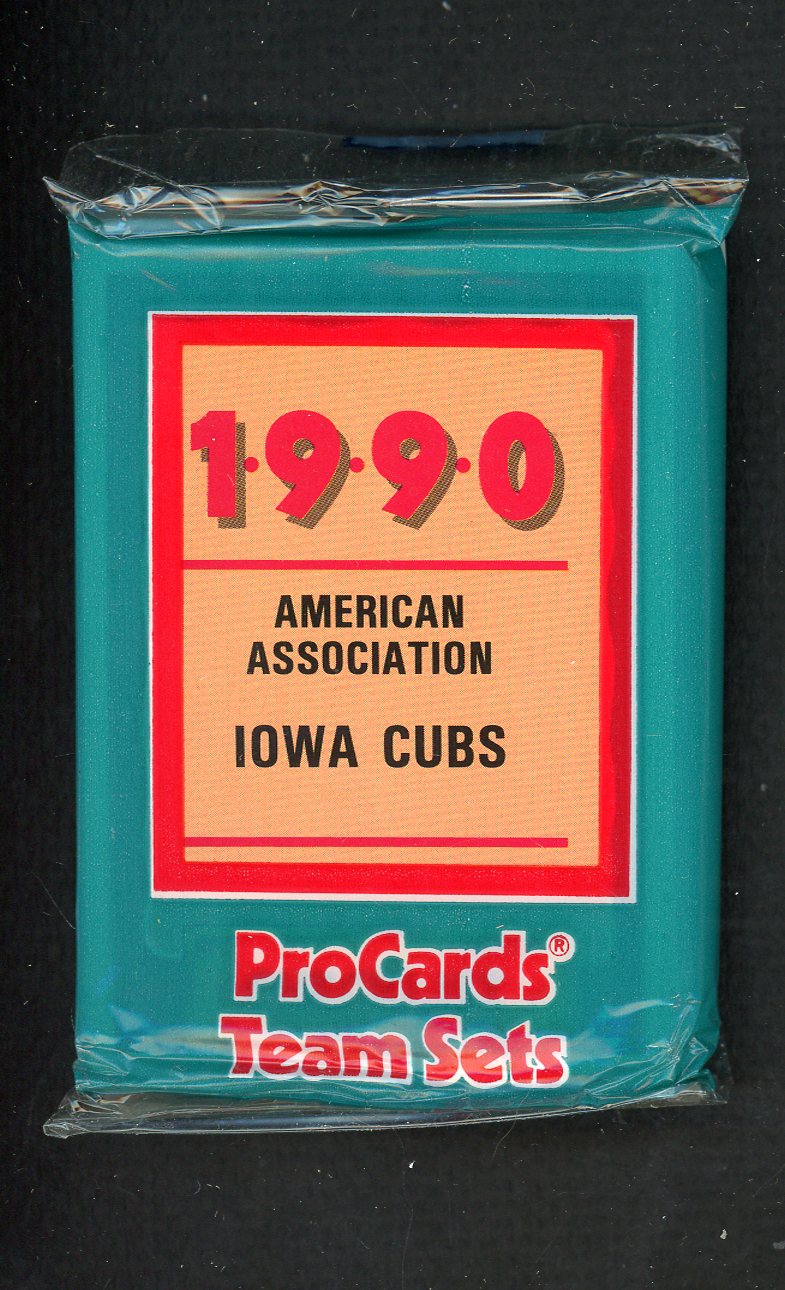 1·9·9·0
AMERICAN
ASSOCIATION
IOWA CUBS
ProCards®
Team Sets